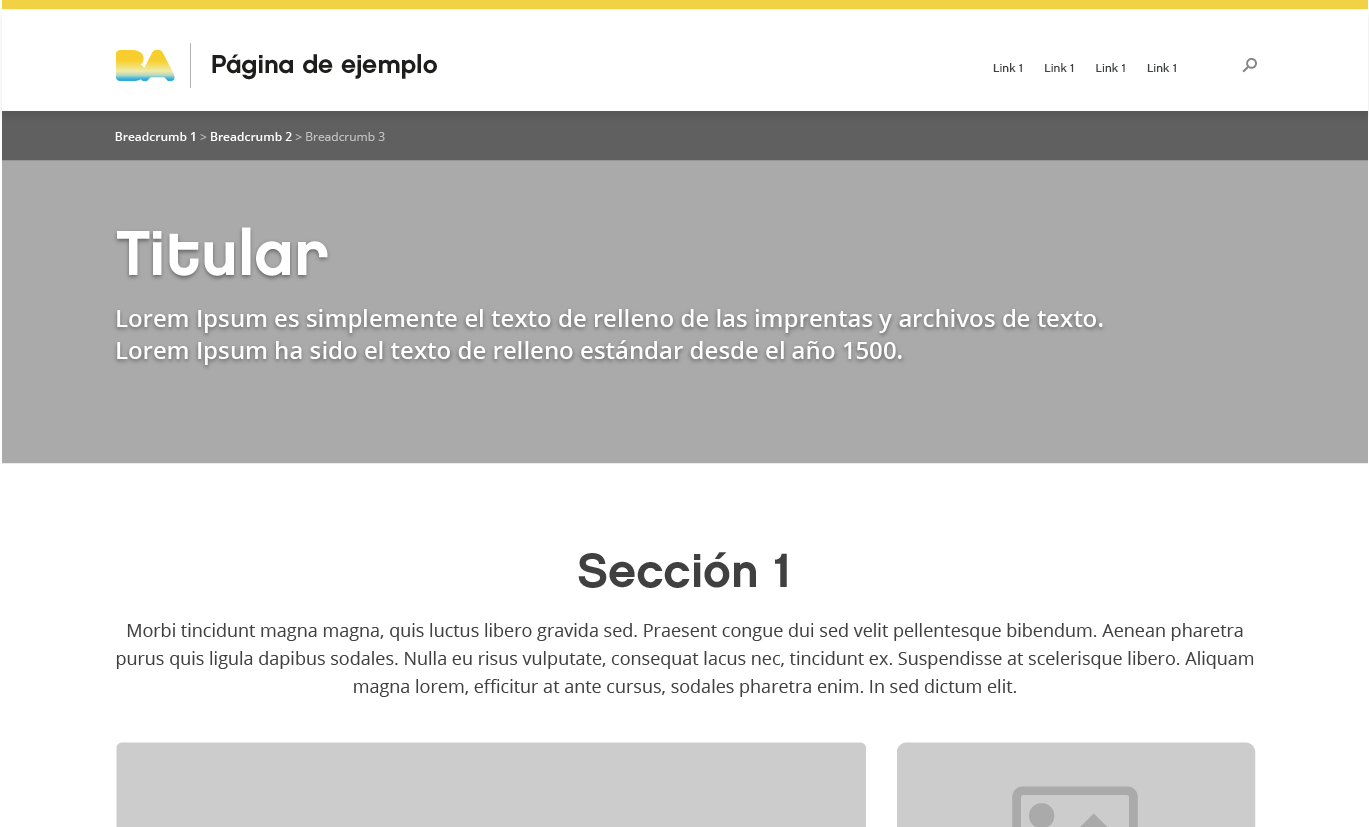 BA
Página de ejemplo
Link 1 Link 1 Link 1 Link 1
Breadcrumb 1 > Breadcrumb 2 > Breadcrumb 3
Titular
Lorem Ipsum es simplemente el texto de relleno de las imprentas y archivos de texto.
Lorem Ipsum ha sido el texto de relleno estándar desde el año 1500.
Sección 1
Morbi tincidunt magna magna, quis luctus libero gravida sed. Praesent congue dui sed velit pellentesque bibendum. Aenean pharetra
purus quis ligula dapibus sodales. Nulla eu risus vulputate, consequat lacus nec, tincidunt ex. Suspendisse at scelerisque libero. Aliquam
magna lorem, efficitur at ante cursus, sodales pharetra enim. In sed dictum elit.